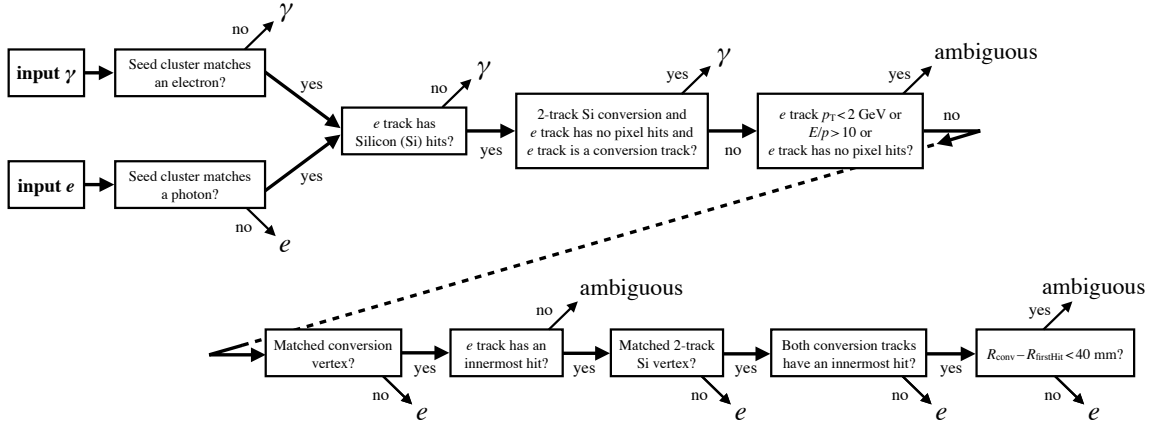 no
γ
input γ
Seed cluster matches
an electron?
yes
input e
Seed cluster matches
a photon?
yes
no
e
e track has
Silicon (Si) hits?
no
γ
yes
2-track Si conversion and
e track has no pixel hits and
e track is a conversion track?
yes
γ
no
e track pT < 2 GeV or
E/p > 10 or
e track has no pixel hits?
yes
ambiguous
no
Matched conversion
vertex?
yes
no
e
e track has an
innermost hit?
no
ambiguous
yes
Matched 2-track
Si vertex?
yes
no
e
Both conversion tracks
have an innermost hit?
yes
no
e
Rconv − RfirstHit < 40 mm?
yes
ambiguous
no
e